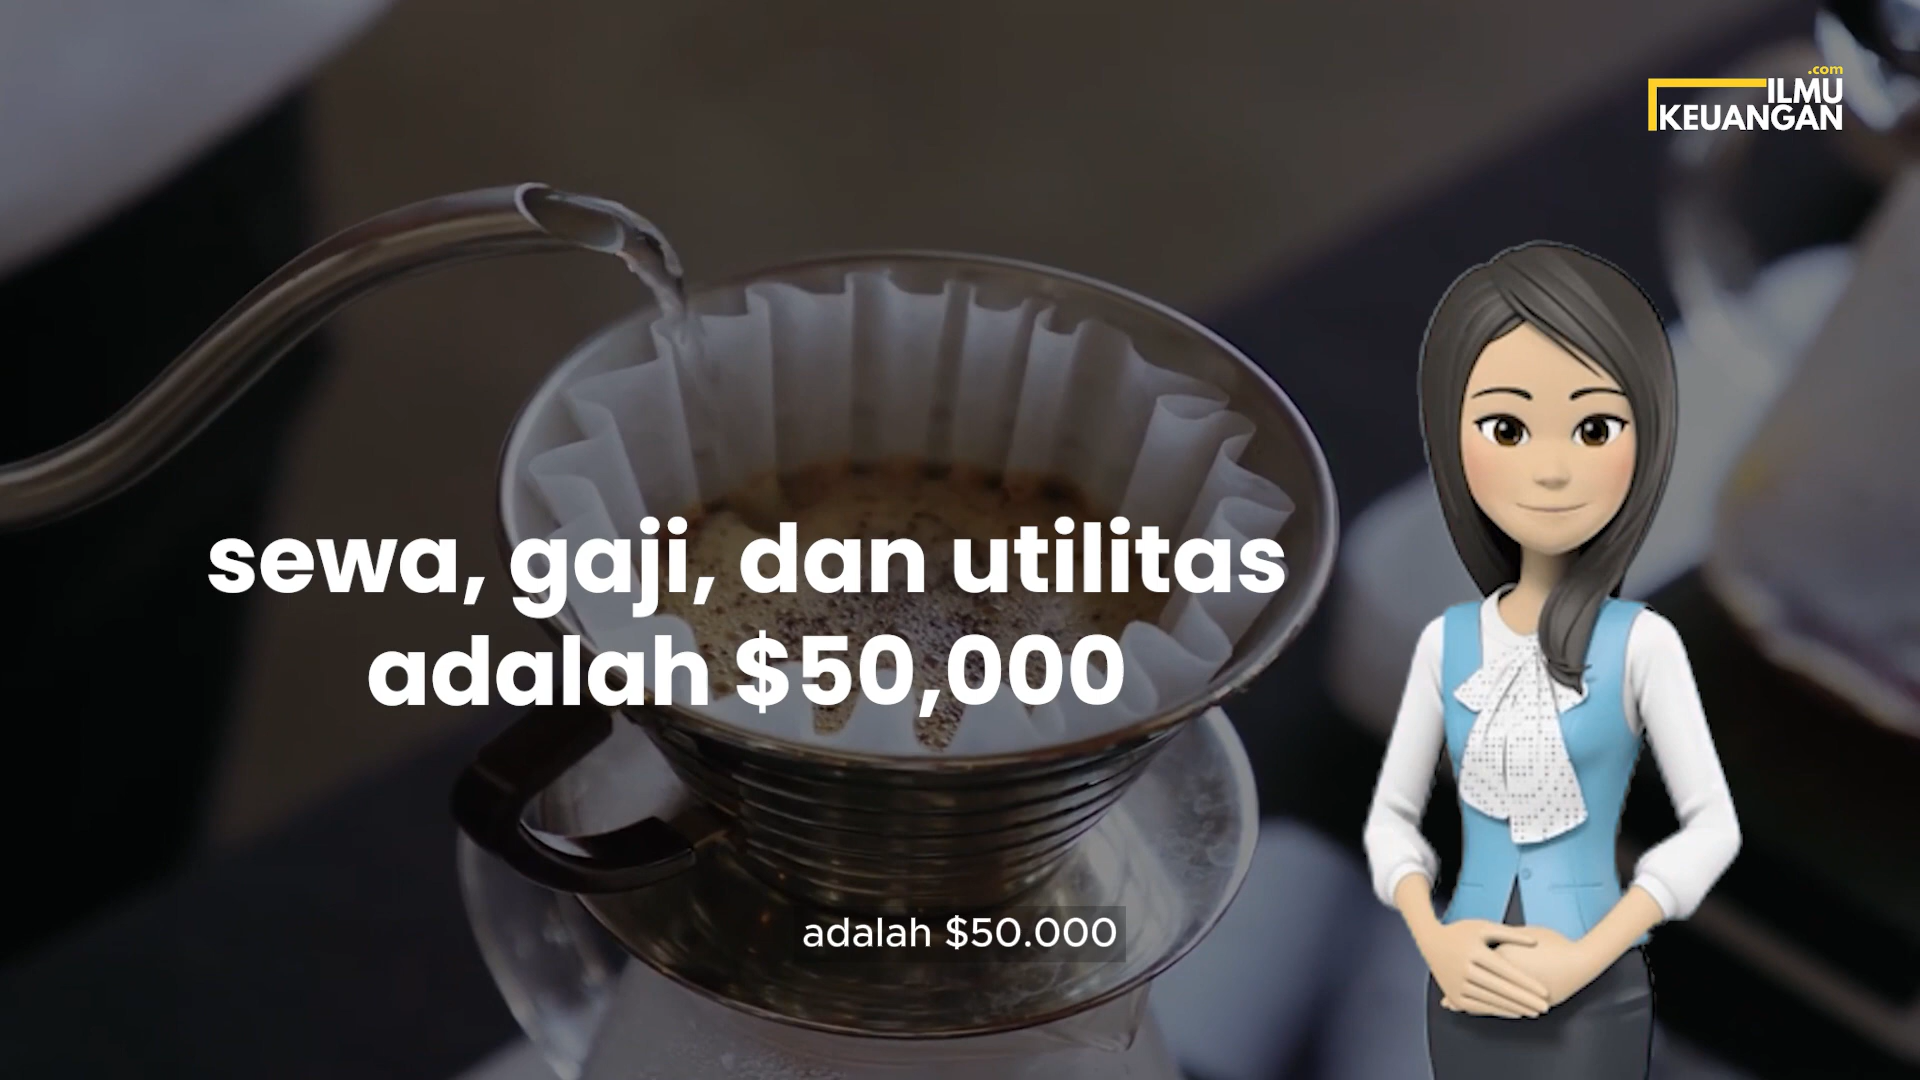 .com
ILMU
KEUANGAN
sewa, gaji, dan utilitas
adalah $50,000
adalah $50.000